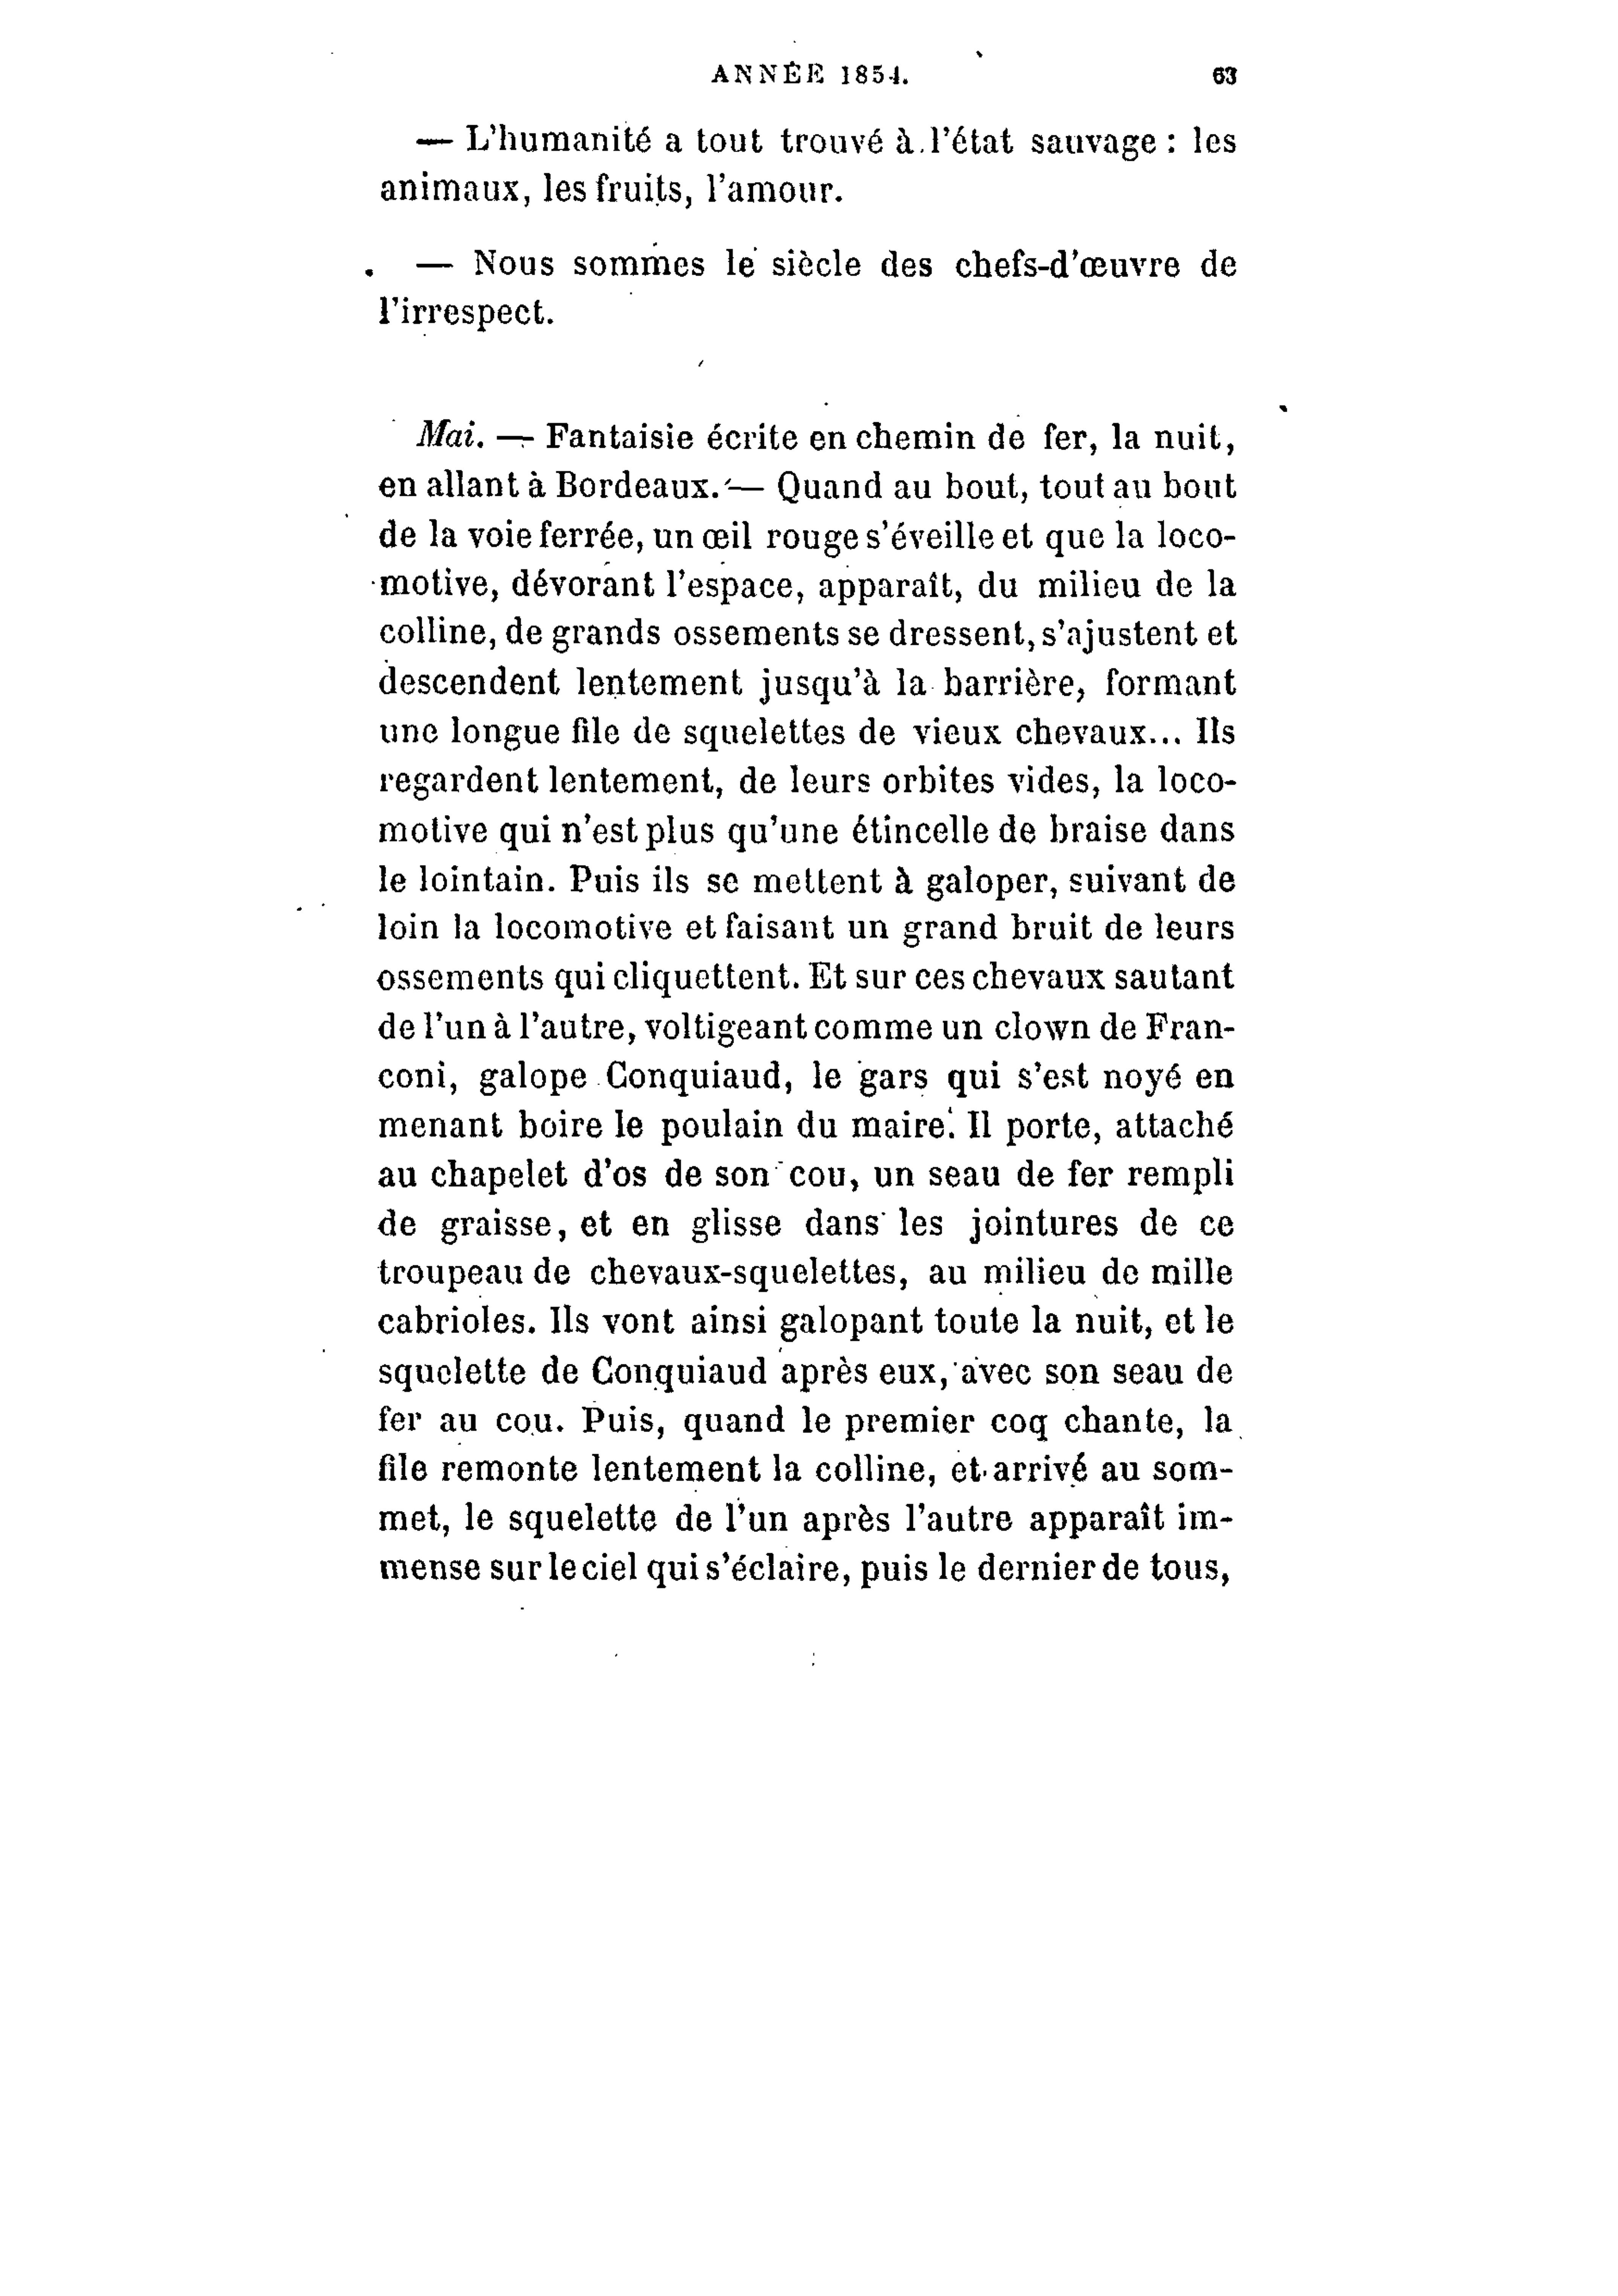 ANNÉE 1854. 63
— L'humanité a tout trouvé à l'état sauvage : les
animaux, les fruits, l'amour.
— Nous sommes le siècle des chefs-d'œuvre de
l'irrespect.
Mai. — Fantaisie écrite en chemin de fer, la nuit,
en allant à Bordeaux. — Quand au bout, tout au bout
de la voie ferrée, un œil rouge s'éveille et que la loco-
motive, dévorant l'espace, apparaît, du milieu de la
colline, de grands ossements se dressent, s'ajustent et
descendent lentement jusqu'à la barrière, formant
une longue file de squelettes de vieux chevaux... Ils
regardent lentement, de leurs orbites vides, la loco-
motive qui n'est plus qu'une étincelle de braise dans
le lointain. Puis ils se mettent à galoper, suivant de
loin la locomotive et faisant un grand bruit de leurs
ossements qui cliquettent. Et sur ces chevaux sautant
de l'un à l'autre, voltigeant comme un clown de Fran-
coni, galope Conquiaud, le gars qui s'est noyé en
menant boire le poulain du maire. Il porte, attaché
au chapelet d'os de son cou, un seau de fer rempli
de graisse, et en glisse dans les jointures de ce
troupeau de chevaux-squelettes, au milieu de mille
cabrioles. Ils vont ainsi galopant toute la nuit, et le
squelette de Conquiaud après eux, avec son seau de
fer au cou. Puis, quand le premier coq chante, la
file remonte lentement la colline, et arrivé au som-
met, le squelette de l'un après l'autre apparaît im-
mense sur le ciel qui s'éclaire, puis le dernier de tous,